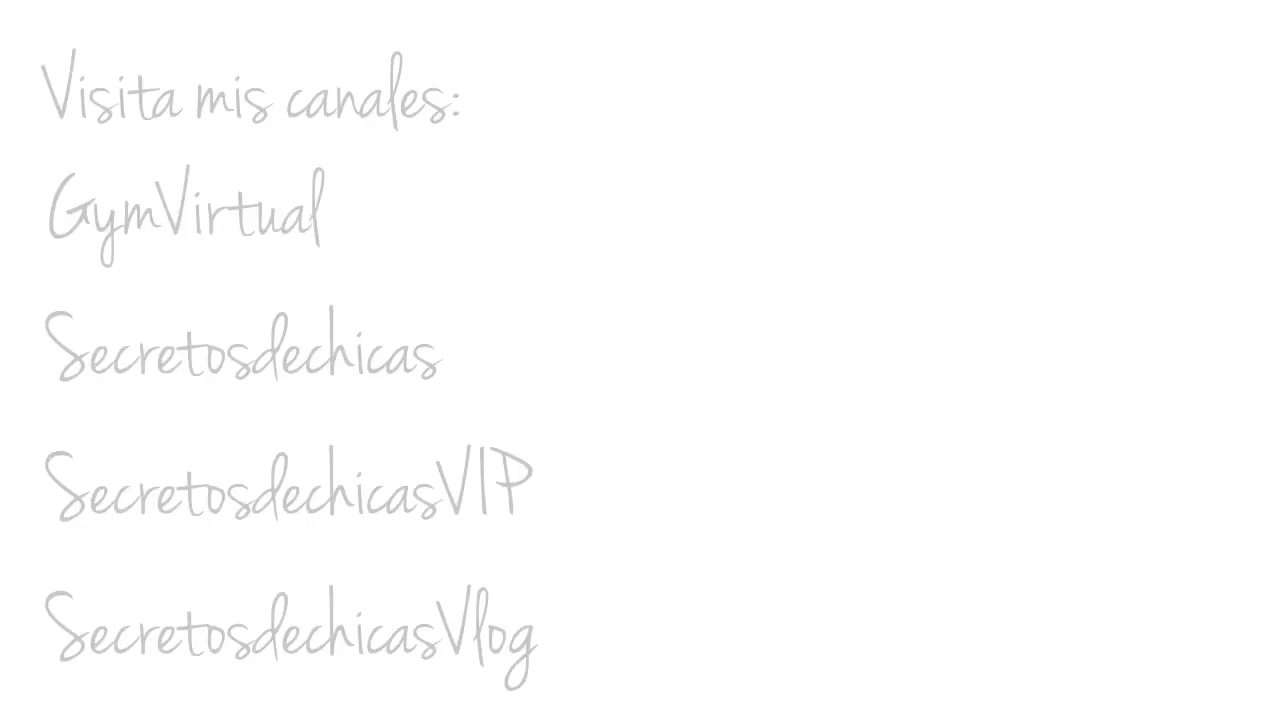 Visita mis canales:
GymVirtual
Secretosdechicas
SecretosdechicasVIP
SecretosdechicasVlog